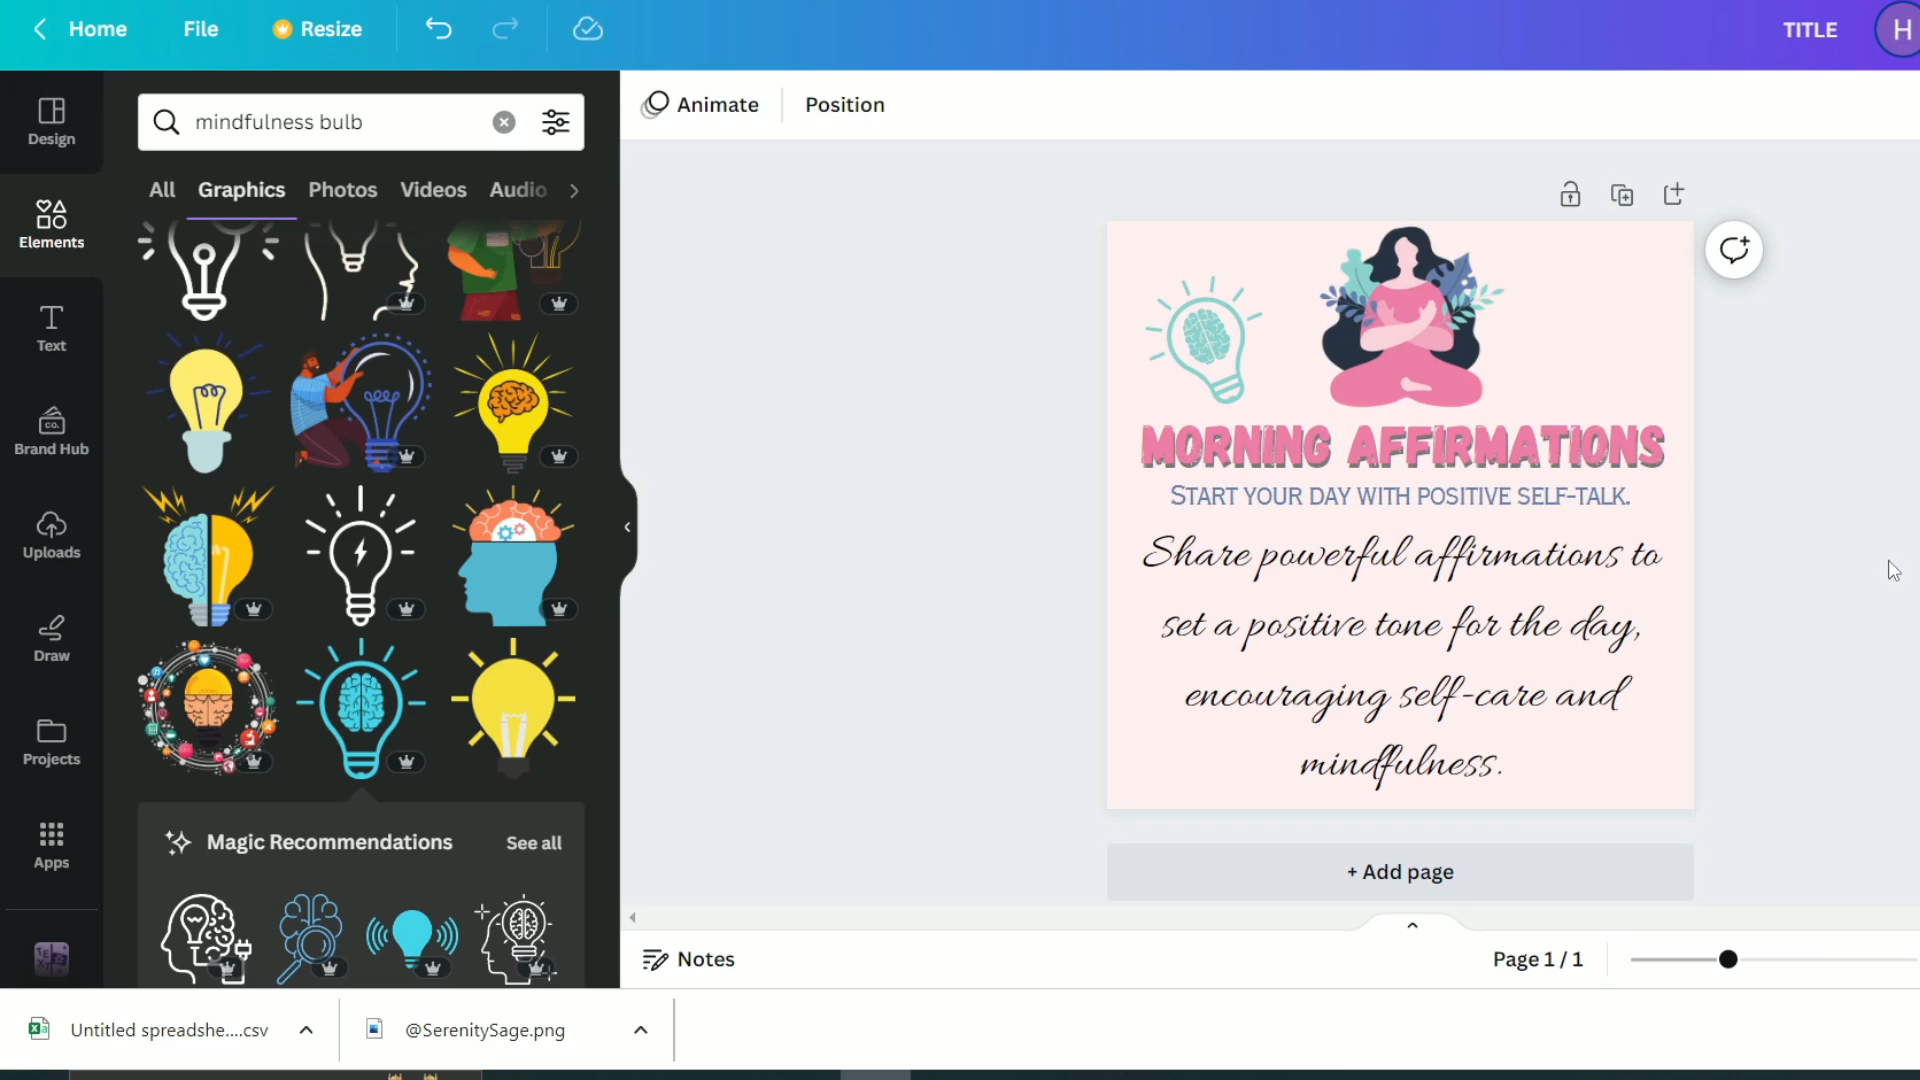 Home
File
Resize
TITLE
H
Design
Elements
Text
Brand Hub
CO.
Uploads
Draw
Projects
Apps
TEXT
mindfulness bulb
All
Graphics
Photos
Videos
Audio
Magic Recommendations
See all
Animate
Position
MORNING AFFIRMATIONS
START YOUR DAY WITH POSITIVE SELF-TALK.
Share powerful affirmations to
set a positive tone for the day,
encouraging self-care and
mindfulness.
+ Add page
Notes
Page 1 / 1
Untitled spreadshe....csv
@SerenitySage.png